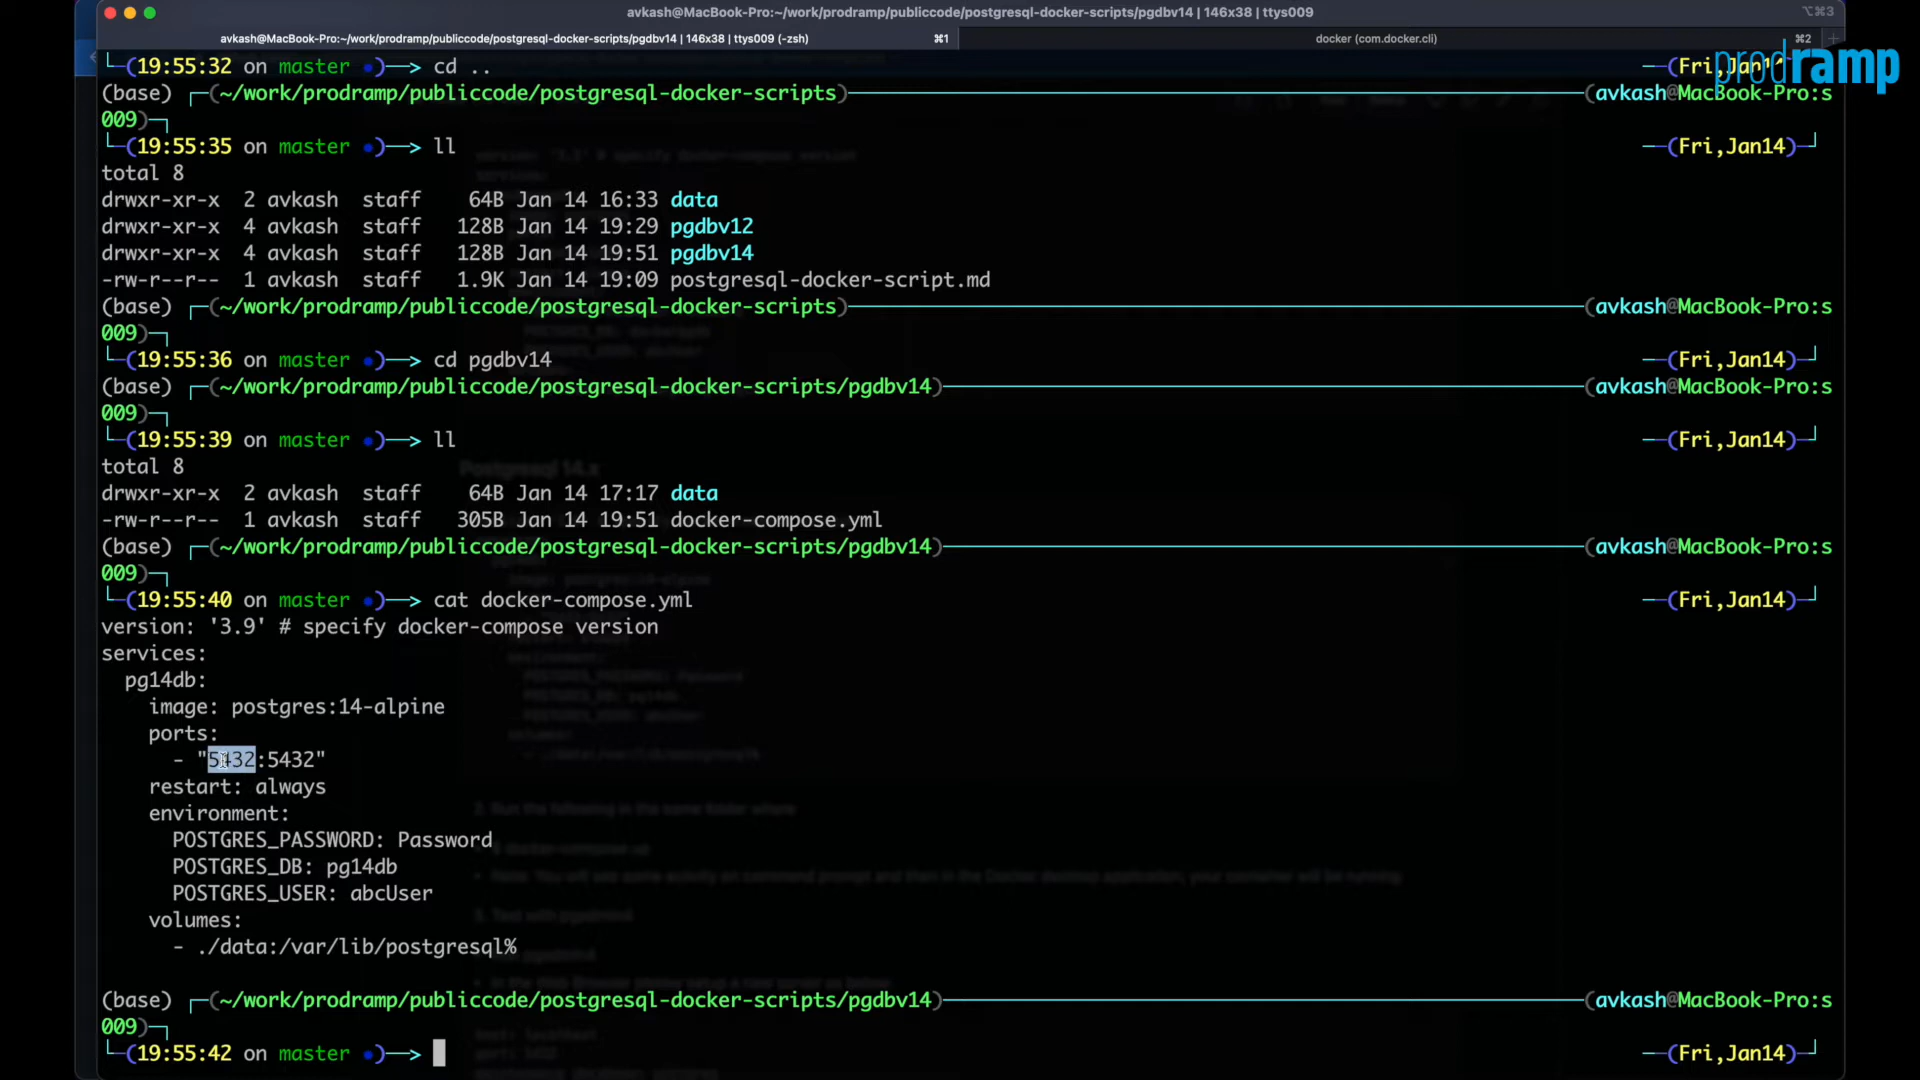 avkash@MacBook-Pro:~/work/prodramp/publiccode/postgresql-docker-scripts/pgdbv14 | 146x38 | ttys009
⌥⌘3
avkash@MacBook-Pro:~/work/prodramp/publiccode/postgresql-docker-scripts/pgdbv14 | 146x38 | ttys009 (-zsh) ⌘1
docker (com.docker.cli) ⌘2
prodramp
(19:55:32 on master ●)—> cd .. —(Fri,Jan14)
(base) (~/work/prodramp/publiccode/postgresql-docker-scripts) (avkash@MacBook-Pro:s
009)
(19:55:35 on master ●)—> ll —(Fri,Jan14)
total 8
drwxr-xr-x 2 avkash staff 64B Jan 14 16:33 data
drwxr-xr-x 4 avkash staff 128B Jan 14 19:29 pgdbv12
drwxr-xr-x 4 avkash staff 128B Jan 14 19:51 pgdbv14
-rw-r--r-- 1 avkash staff 1.9K Jan 14 19:09 postgresql-docker-script.md
(base) (~/work/prodramp/publiccode/postgresql-docker-scripts) (avkash@MacBook-Pro:s
009)
(19:55:36 on master ●)—> cd pgdbv14 —(Fri,Jan14)
(base) (~/work/prodramp/publiccode/postgresql-docker-scripts/pgdbv14) (avkash@MacBook-Pro:s
009)
(19:55:39 on master ●)—> ll —(Fri,Jan14)
total 8
drwxr-xr-x 2 avkash staff 64B Jan 14 17:17 data
-rw-r--r-- 1 avkash staff 305B Jan 14 19:51 docker-compose.yml
(base) (~/work/prodramp/publiccode/postgresql-docker-scripts/pgdbv14) (avkash@MacBook-Pro:s
009)
(19:55:40 on master ●)—> cat docker-compose.yml —(Fri,Jan14)
version: '3.9' # specify docker-compose version
services:
  pg14db:
    image: postgres:14-alpine
    ports:
      - "5432:5432"
    restart: always
    environment:
      POSTGRES_PASSWORD: Password
      POSTGRES_DB: pg14db
      POSTGRES_USER: abcUser
    volumes:
      - ./data:/var/lib/postgresql%
(base) (~/work/prodramp/publiccode/postgresql-docker-scripts/pgdbv14) (avkash@MacBook-Pro:s
009)
(19:55:42 on master ●)—> —(Fri,Jan14)